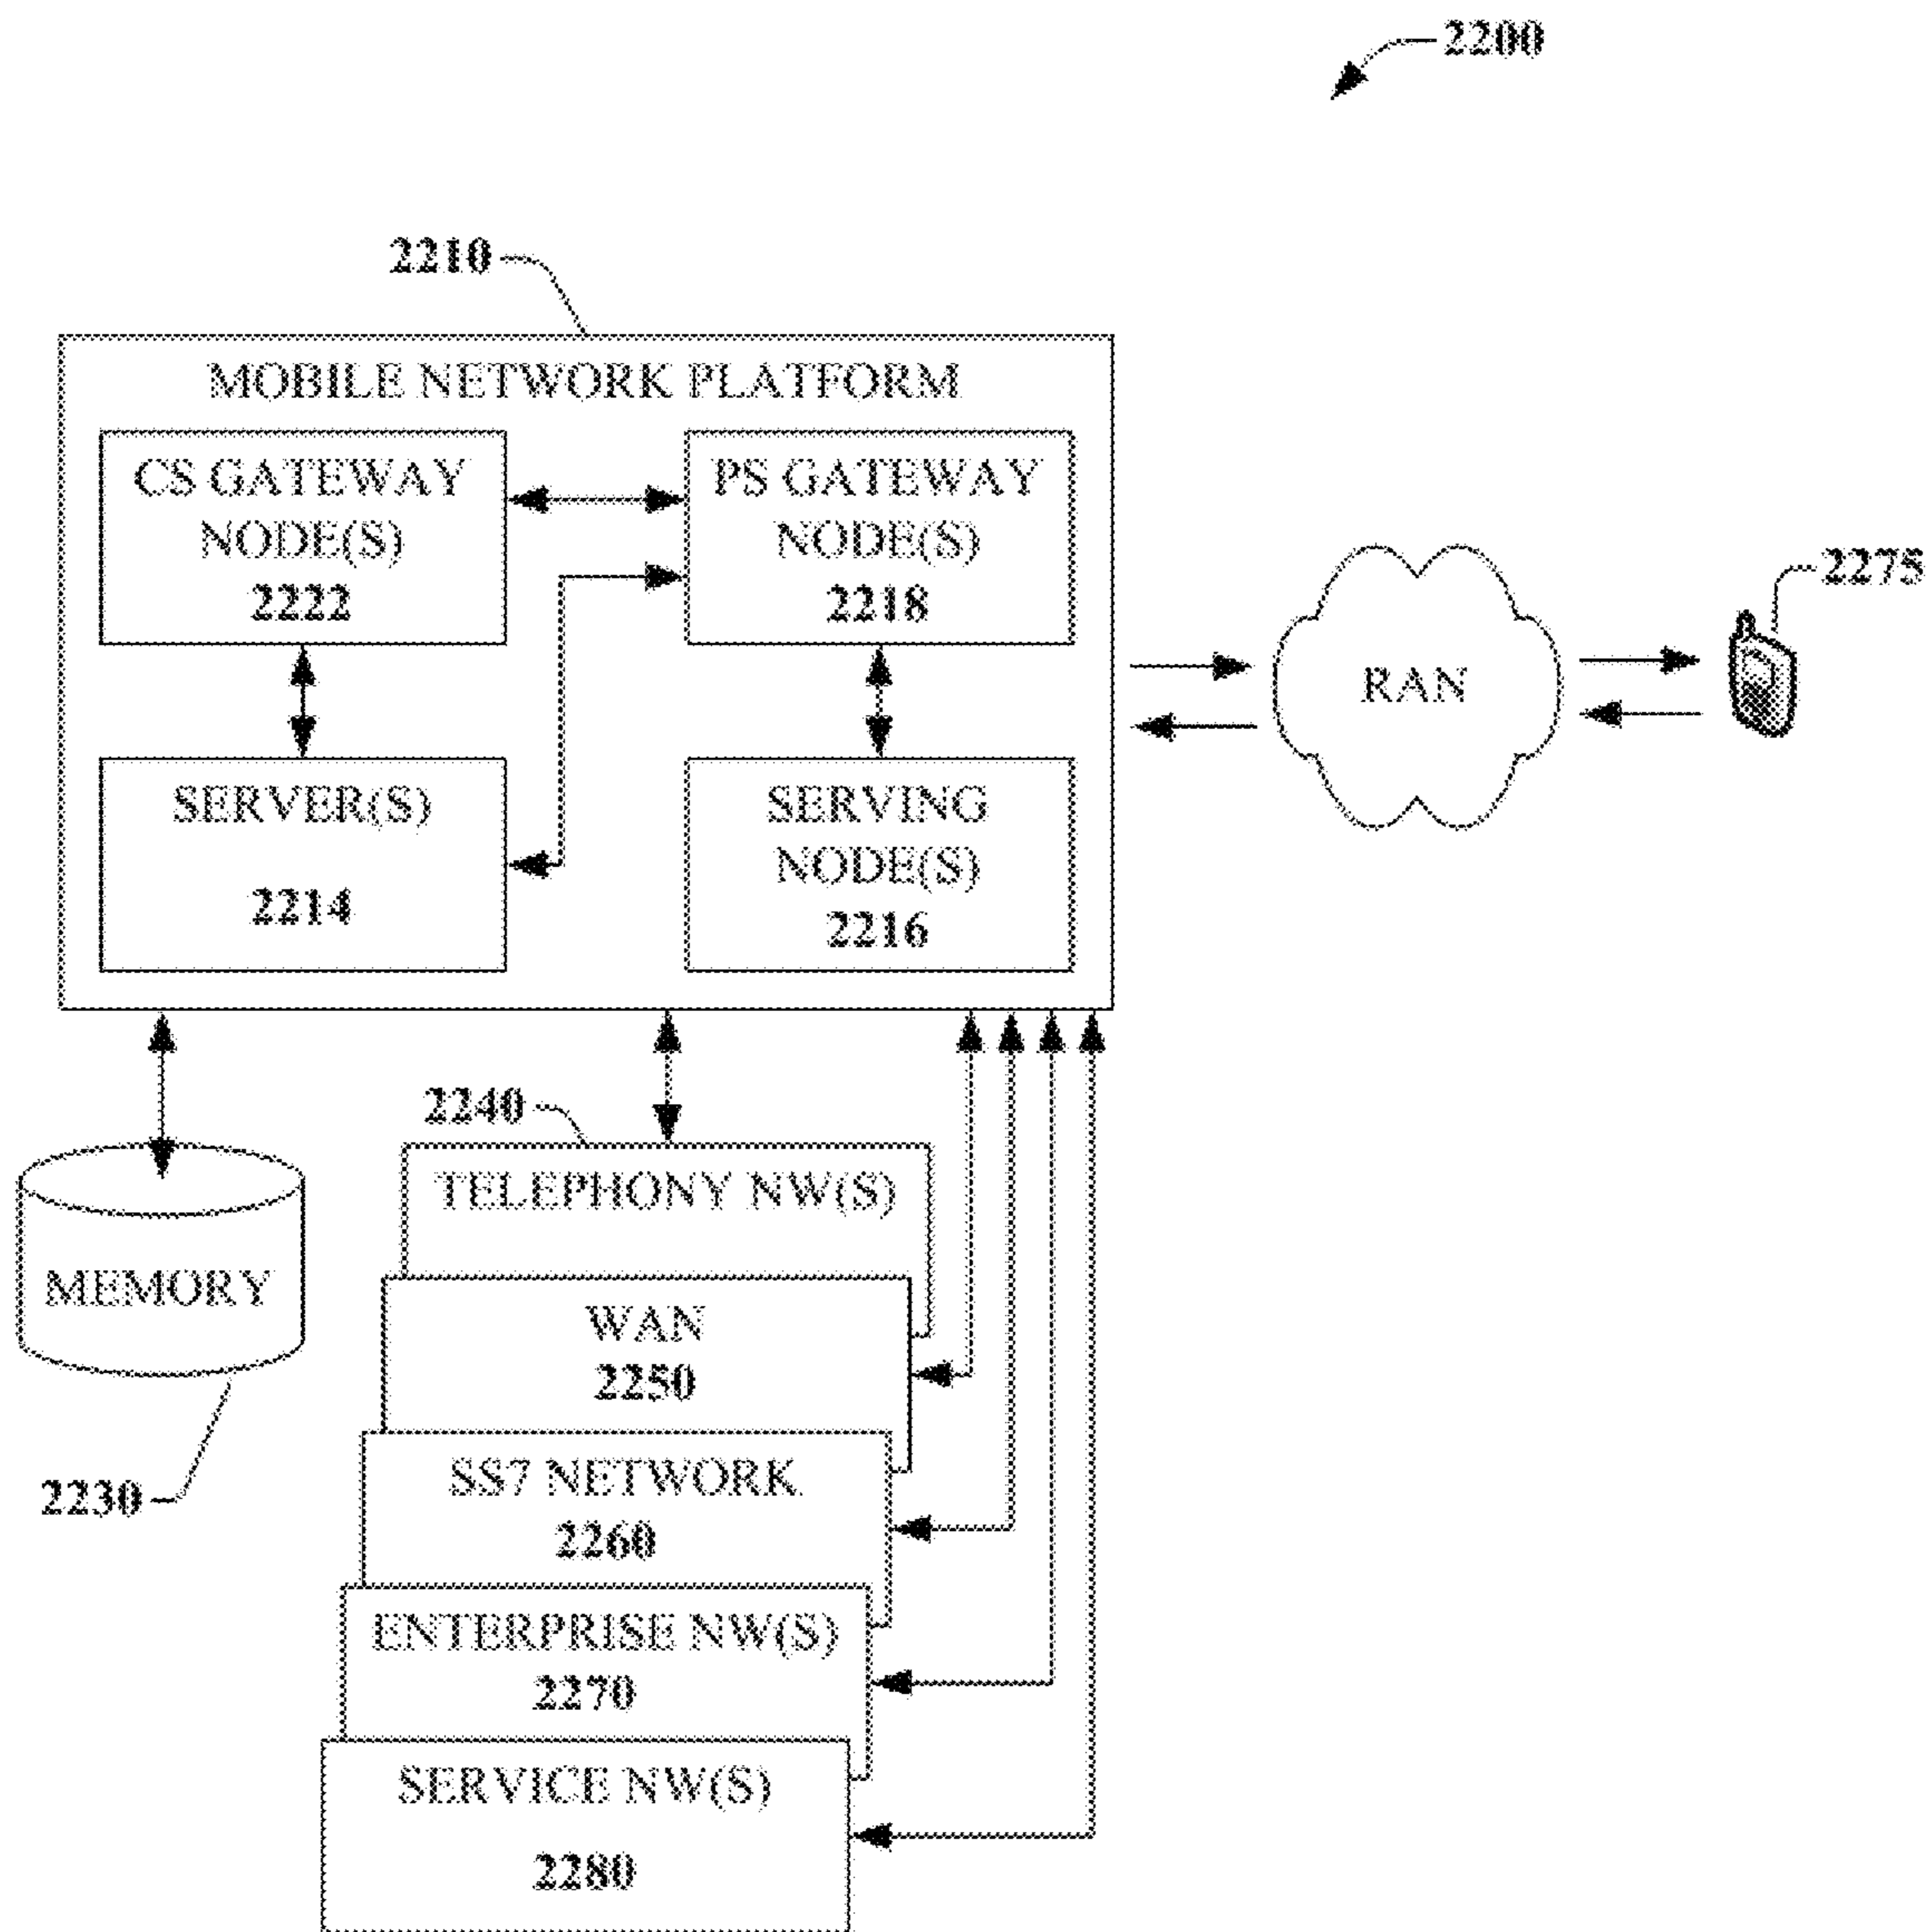 2200
2210
MOBILE NETWORK PLATFORM
CS GATEWAY
NODE(S)
2222
PS GATEWAY
NODE(S)
2218
2275
RAN
SERVER(S)
2214
SERVING
NODE(S)
2216
2240
TELEPHONY NW(S)
MEMORY
WAN
2250
2230
SS7 NETWORK
2260
ENTERPRISE NW(S)
2270
SERVICE NW(S)
2280